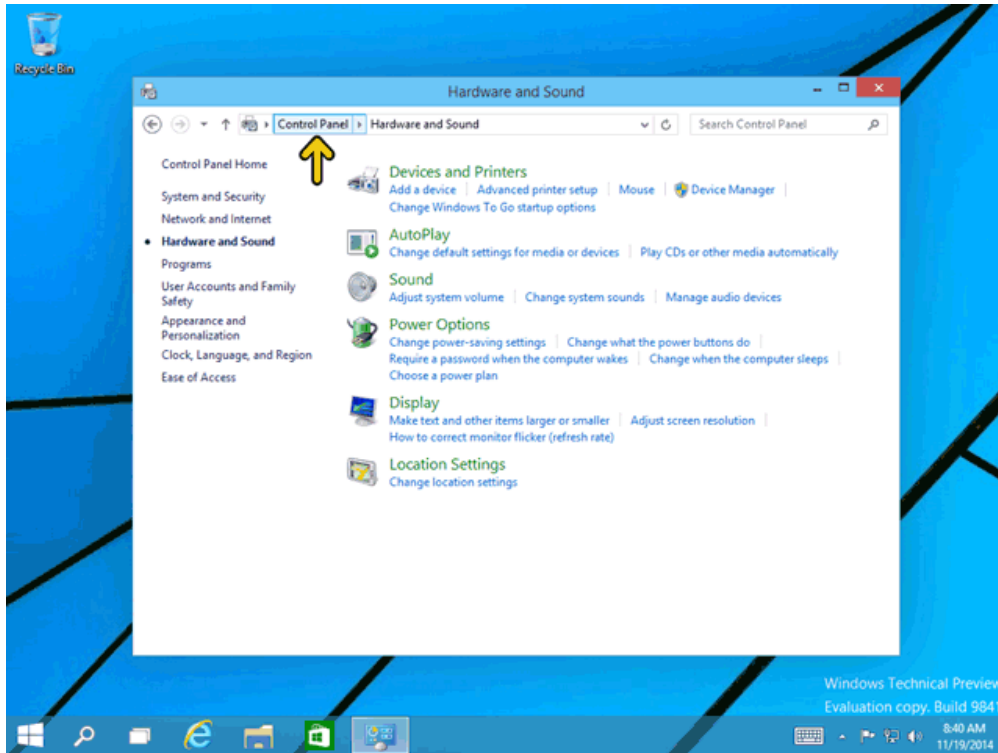 Recycle Bin
Hardware and Sound
Control Panel Hardware and Sound
Search Control Panel
Control Panel Home
System and Security
Network and Internet
Hardware and Sound
Programs
User Accounts and Family
Safety
Appearance and
Personalization
Clock, Language, and Region
Ease of Access
Devices and Printers
Add a device Advanced printer setup Mouse Device Manager
Change Windows To Go startup options
AutoPlay
Change default settings for media or devices Play CDs or other media automatically
Sound
Adjust system volume Change system sounds Manage audio devices
Power Options
Change power-saving settings Change what the power buttons do
Require a password when the computer wakes Change when the computer sleeps
Choose a power plan
Display
Make text and other items larger or smaller Adjust screen resolution
How to correct monitor flicker (refresh rate)
Location Settings
Change location settings
Windows Technical Preview
Evaluation copy. Build 984
8:40 AM
11/19/2014